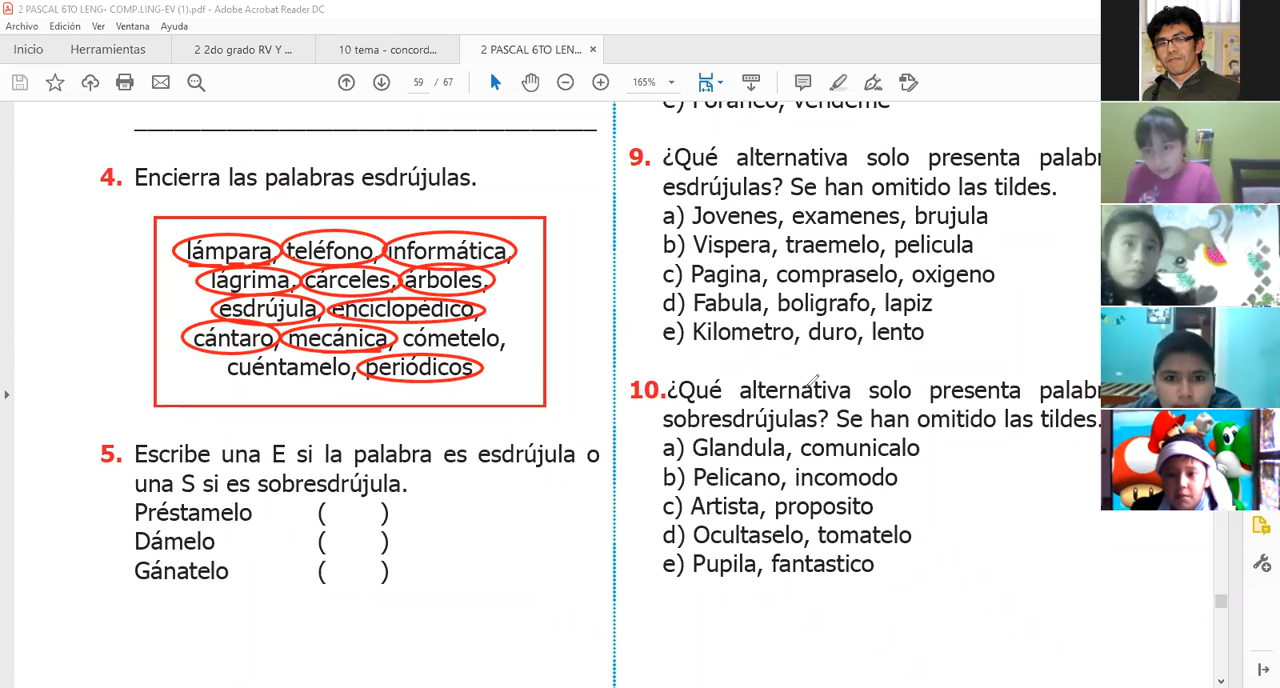 2 PASCAL 6TO LENG- COMP.LING-EV (1).pdf - Adobe Acrobat Reader DC
Archivo Edición Ver Ventana Ayuda
Inicio Herramientas 2 2do grado RV Y ... 10 tema - concord... 2 PASCAL 6TO LEN... ×
59 / 67 165%
4. Encierra las palabras esdrújulas.
lámpara, teléfono, informática,
lágrima, cárceles, árboles,
esdrújula, enciclopédico,
cántaro, mecánica, cómetelo,
cuéntamelo, periódicos
5. Escribe una E si la palabra es esdrújula o
una S si es sobresdrújula.
Préstamelo ( )
Dámelo ( )
Gánatelo ( )
9. ¿Qué alternativa solo presenta palabr
esdrújulas? Se han omitido las tildes.
a) Jovenes, examenes, brujula
b) Vispera, traemelo, pelicula
c) Pagina, compraselo, oxigeno
d) Fabula, boligrafo, lapiz
e) Kilometro, duro, lento
10.¿Qué alternativa solo presenta palabr
sobresdrújulas? Se han omitido las tildes.
a) Glandula, comunicalo
b) Pelicano, incomodo
c) Artista, proposito
d) Ocultaselo, tomatelo
e) Pupila, fantastico